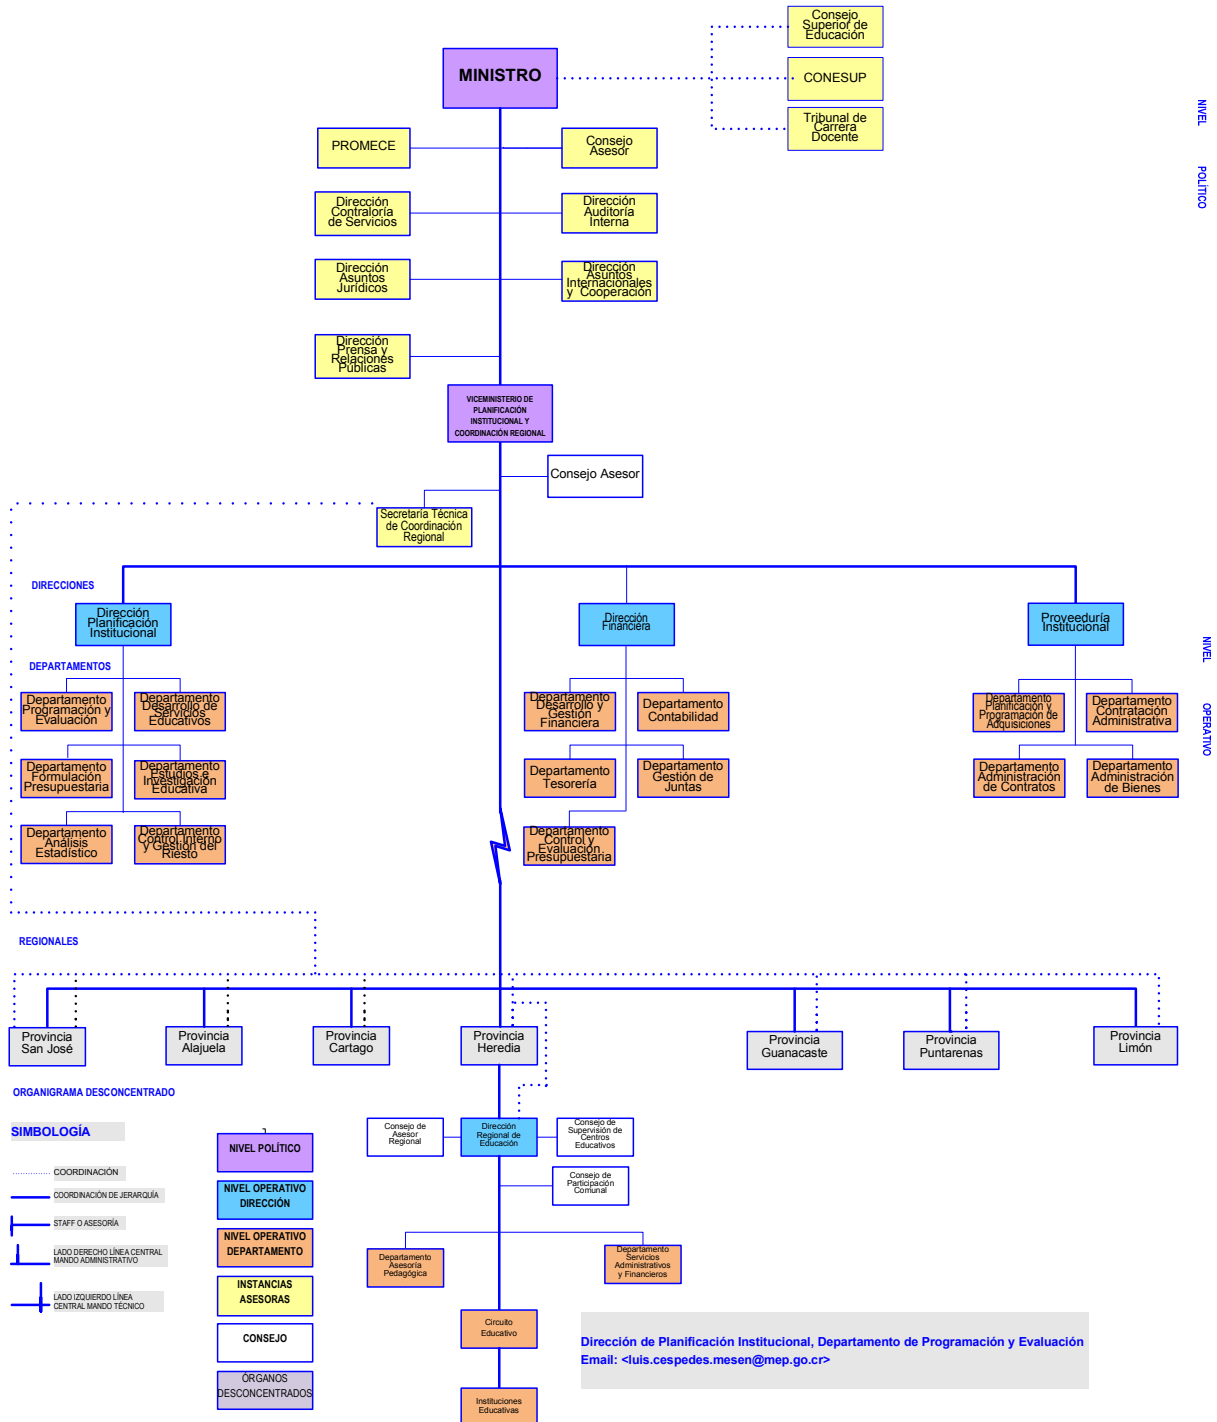 Consejo
Superior de
Educación
MINISTRO
CONESUP
Tribunal de
Carrera
Docente
NIVEL
POLÍTICO
PROMECE
Consejo
Asesor
Dirección
Contraloría
de Servicios
Dirección
Auditoría
Interna
Dirección
Asuntos
Jurídicos
Dirección
Asuntos
Internacionales
y Cooperación
Dirección
Prensa y
Relaciones
Públicas
VICEMINISTERIO DE
PLANIFICACIÓN
INSTITUCIONAL Y
COORDINACIÓN REGIONAL
Consejo Asesor
Secretaría Técnica
de Coordinación
Regional
DIRECCIONES
Dirección
Planificación
Institucional
Dirección
Financiera
Proveeduría
Institucional
NIVEL
OPERATIVO
DEPARTAMENTOS
Departamento
Programación y
Evaluación
Departamento
Desarrollo de
Servicios
Educativos
Departamento
Desarrollo y
Gestión
Financiera
Departamento
Contabilidad
Departamento
Planificación y
Programación de
Adquisiciones
Departamento
Contratación
Administrativa
Departamento
Formulación
Presupuestaria
Departamento
Estudios e
Investigación
Educativa
Departamento
Tesorería
Departamento
Gestión de
Juntas
Departamento
Administración
de Contratos
Departamento
Administración
de Bienes
Departamento
Análisis
Estadístico
Departamento
Control Interno
y Gestión del
Riesto
Departamento
Control y
Evaluación
Presupuestaria
REGIONALES
Provincia
San José
Provincia
Alajuela
Provincia
Cartago
Provincia
Heredia
Provincia
Guanacaste
Provincia
Puntarenas
Provincia
Limón
ORGANIGRAMA DESCONCENTRADO
Consejo de
Asesor
Regional
Dirección
Regional de
Educación
Consejo de
Supervisión de
Centros
Educativos
Consejo de
Participación
Comunal
Departamento
Asesoría
Pedagógica
Departamento
Servicios
Administrativos
y Financieros
Circuito
Educativo
Instituciones
Educativas
SIMBOLOGÍA
COORDINACIÓN
COORDINACIÓN DE JERARQUÍA
STAFF O ASESORÍA
LADO DERECHO LÍNEA CENTRAL
MANDO ADMINISTRATIVO
LADO IZQUIERDO LÍNEA
CENTRAL MANDO TÉCNICO
NIVEL POLÍTICO
NIVEL OPERATIVO
DIRECCIÓN
NIVEL OPERATIVO
DEPARTAMENTO
INSTANCIAS
ASESORAS
CONSEJO
ÓRGANOS
DESCONCENTRADOS
Dirección de Planificación Institucional, Departamento de Programación y Evaluación
Email: <luis.cespedes.mesen@mep.go.cr>